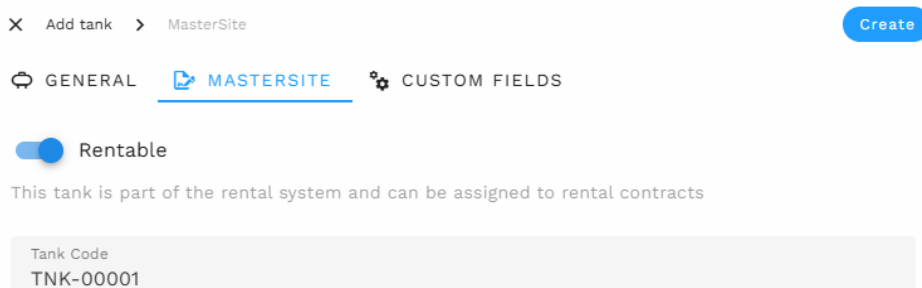 Add tank > MasterSite
Create
GENERAL MASTERSITE CUSTOM FIELDS
Rentable
This tank is part of the rental system and can be assigned to rental contracts
Tank Code
TNK-00001